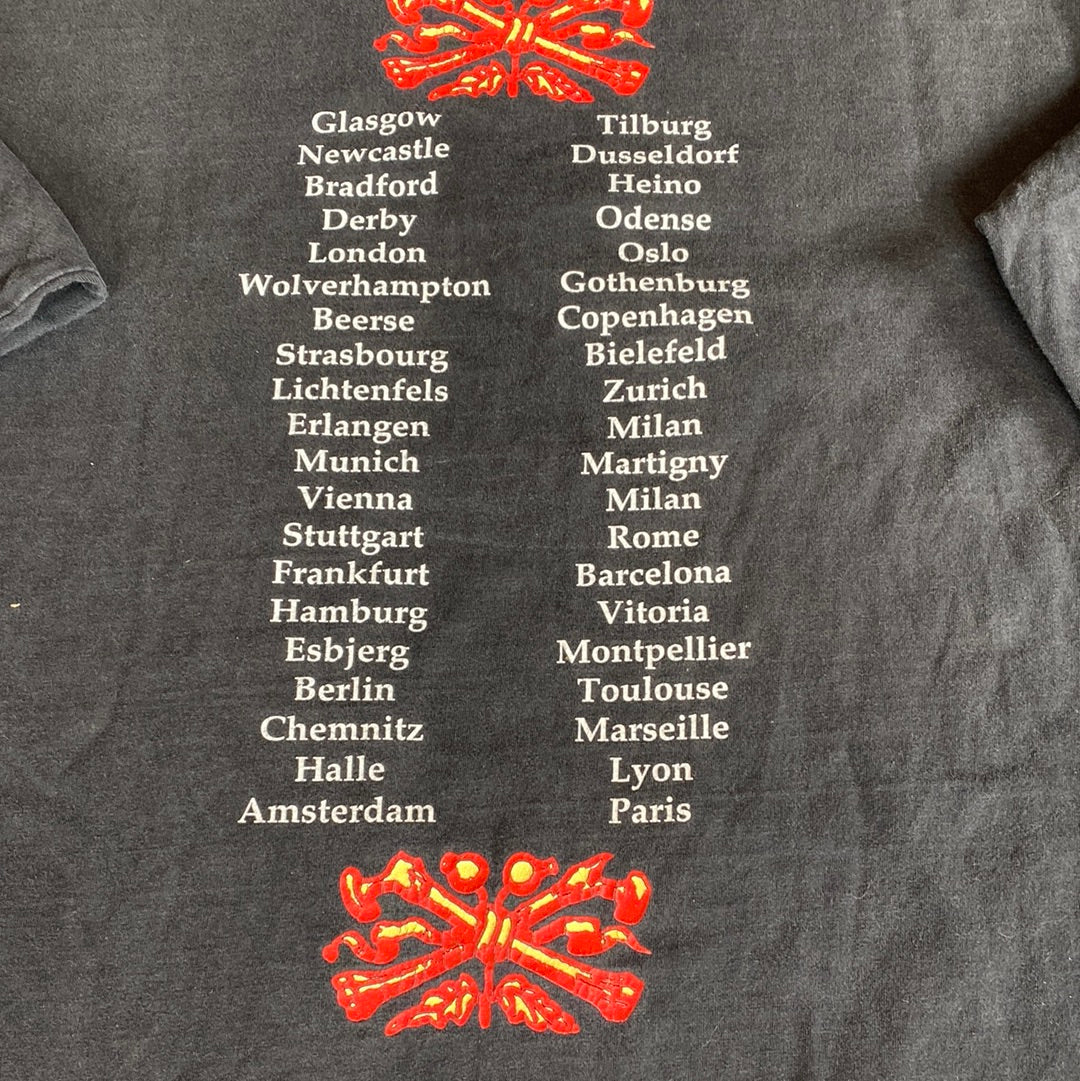 Glasgow
Newcastle
Bradford
Derby
London
Wolverhampton
Beerse
Strasbourg
Lichtenfels
Erlangen
Munich
Vienna
Stuttgart
Frankfurt
Hamburg
Esbjerg
Berlin
Chemnitz
Halle
Amsterdam
Tilburg
Dusseldorf
Heino
Odense
Oslo
Gothenburg
Copenhagen
Bielefeld
Zurich
Milan
Martigny
Milan
Rome
Barcelona
Vitoria
Montpellier
Toulouse
Marseille
Lyon
Paris